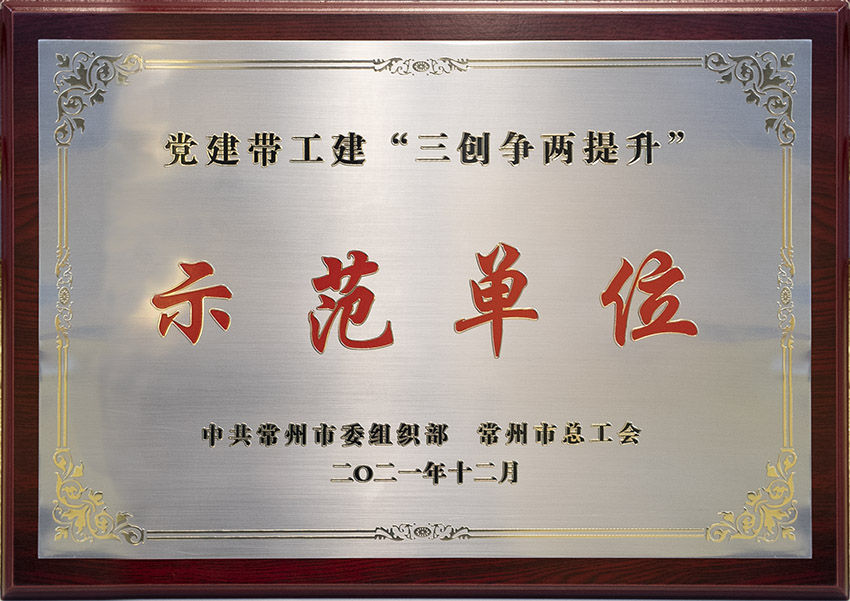 党建带工建“三创争两提升”
示范单位
中共常州市委组织部 常州市总工会
二〇二一年十二月